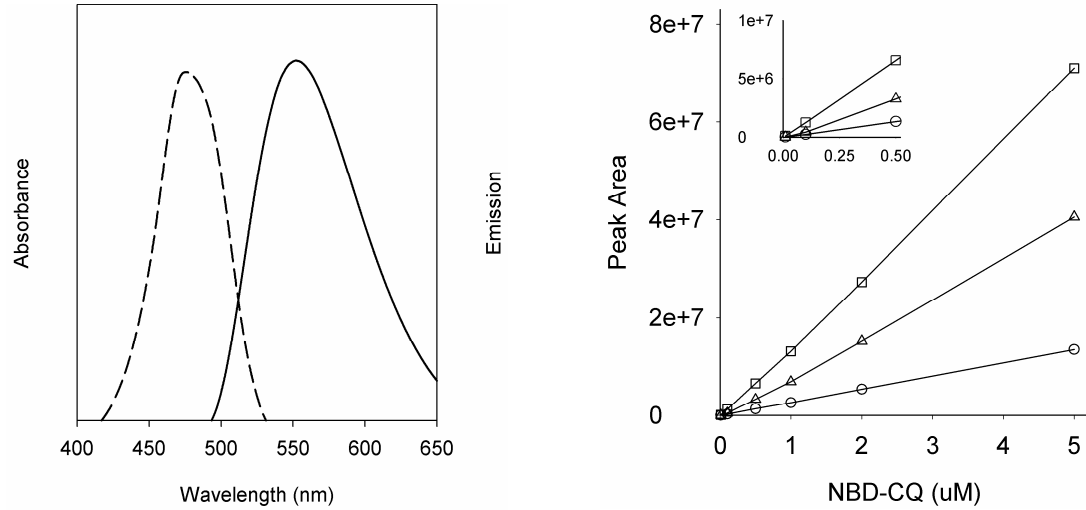 Absorbance
Emission
400 450 500 550 600 650
Wavelength (nm)
Peak Area
8e+7
6e+7
4e+7
2e+7
0
0 1 2 3 4 5
NBD-CQ (uM)
1e+7
5e+6
0
0.00 0.25 0.50